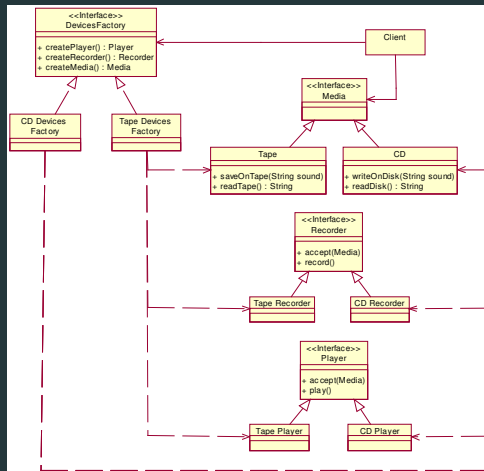 <<Interface>>
DevicesFactory
+ createPlayer() : Player
+ createRecorder() : Recorder
+ createMedia() : Media
Client
<<Interface>>
Media
CD Devices
Factory
Tape Devices
Factory
Tape
+ saveOnTape(String sound)
+ readTape() : String
CD
+ writeOnDisk(String sound)
+ readDisk() : String
<<Interface>>
Recorder
+ accept(Media)
+ record()
Tape Recorder
CD Recorder
<<Interface>>
Player
+ accept(Media)
+ play()
Tape Player
CD Player